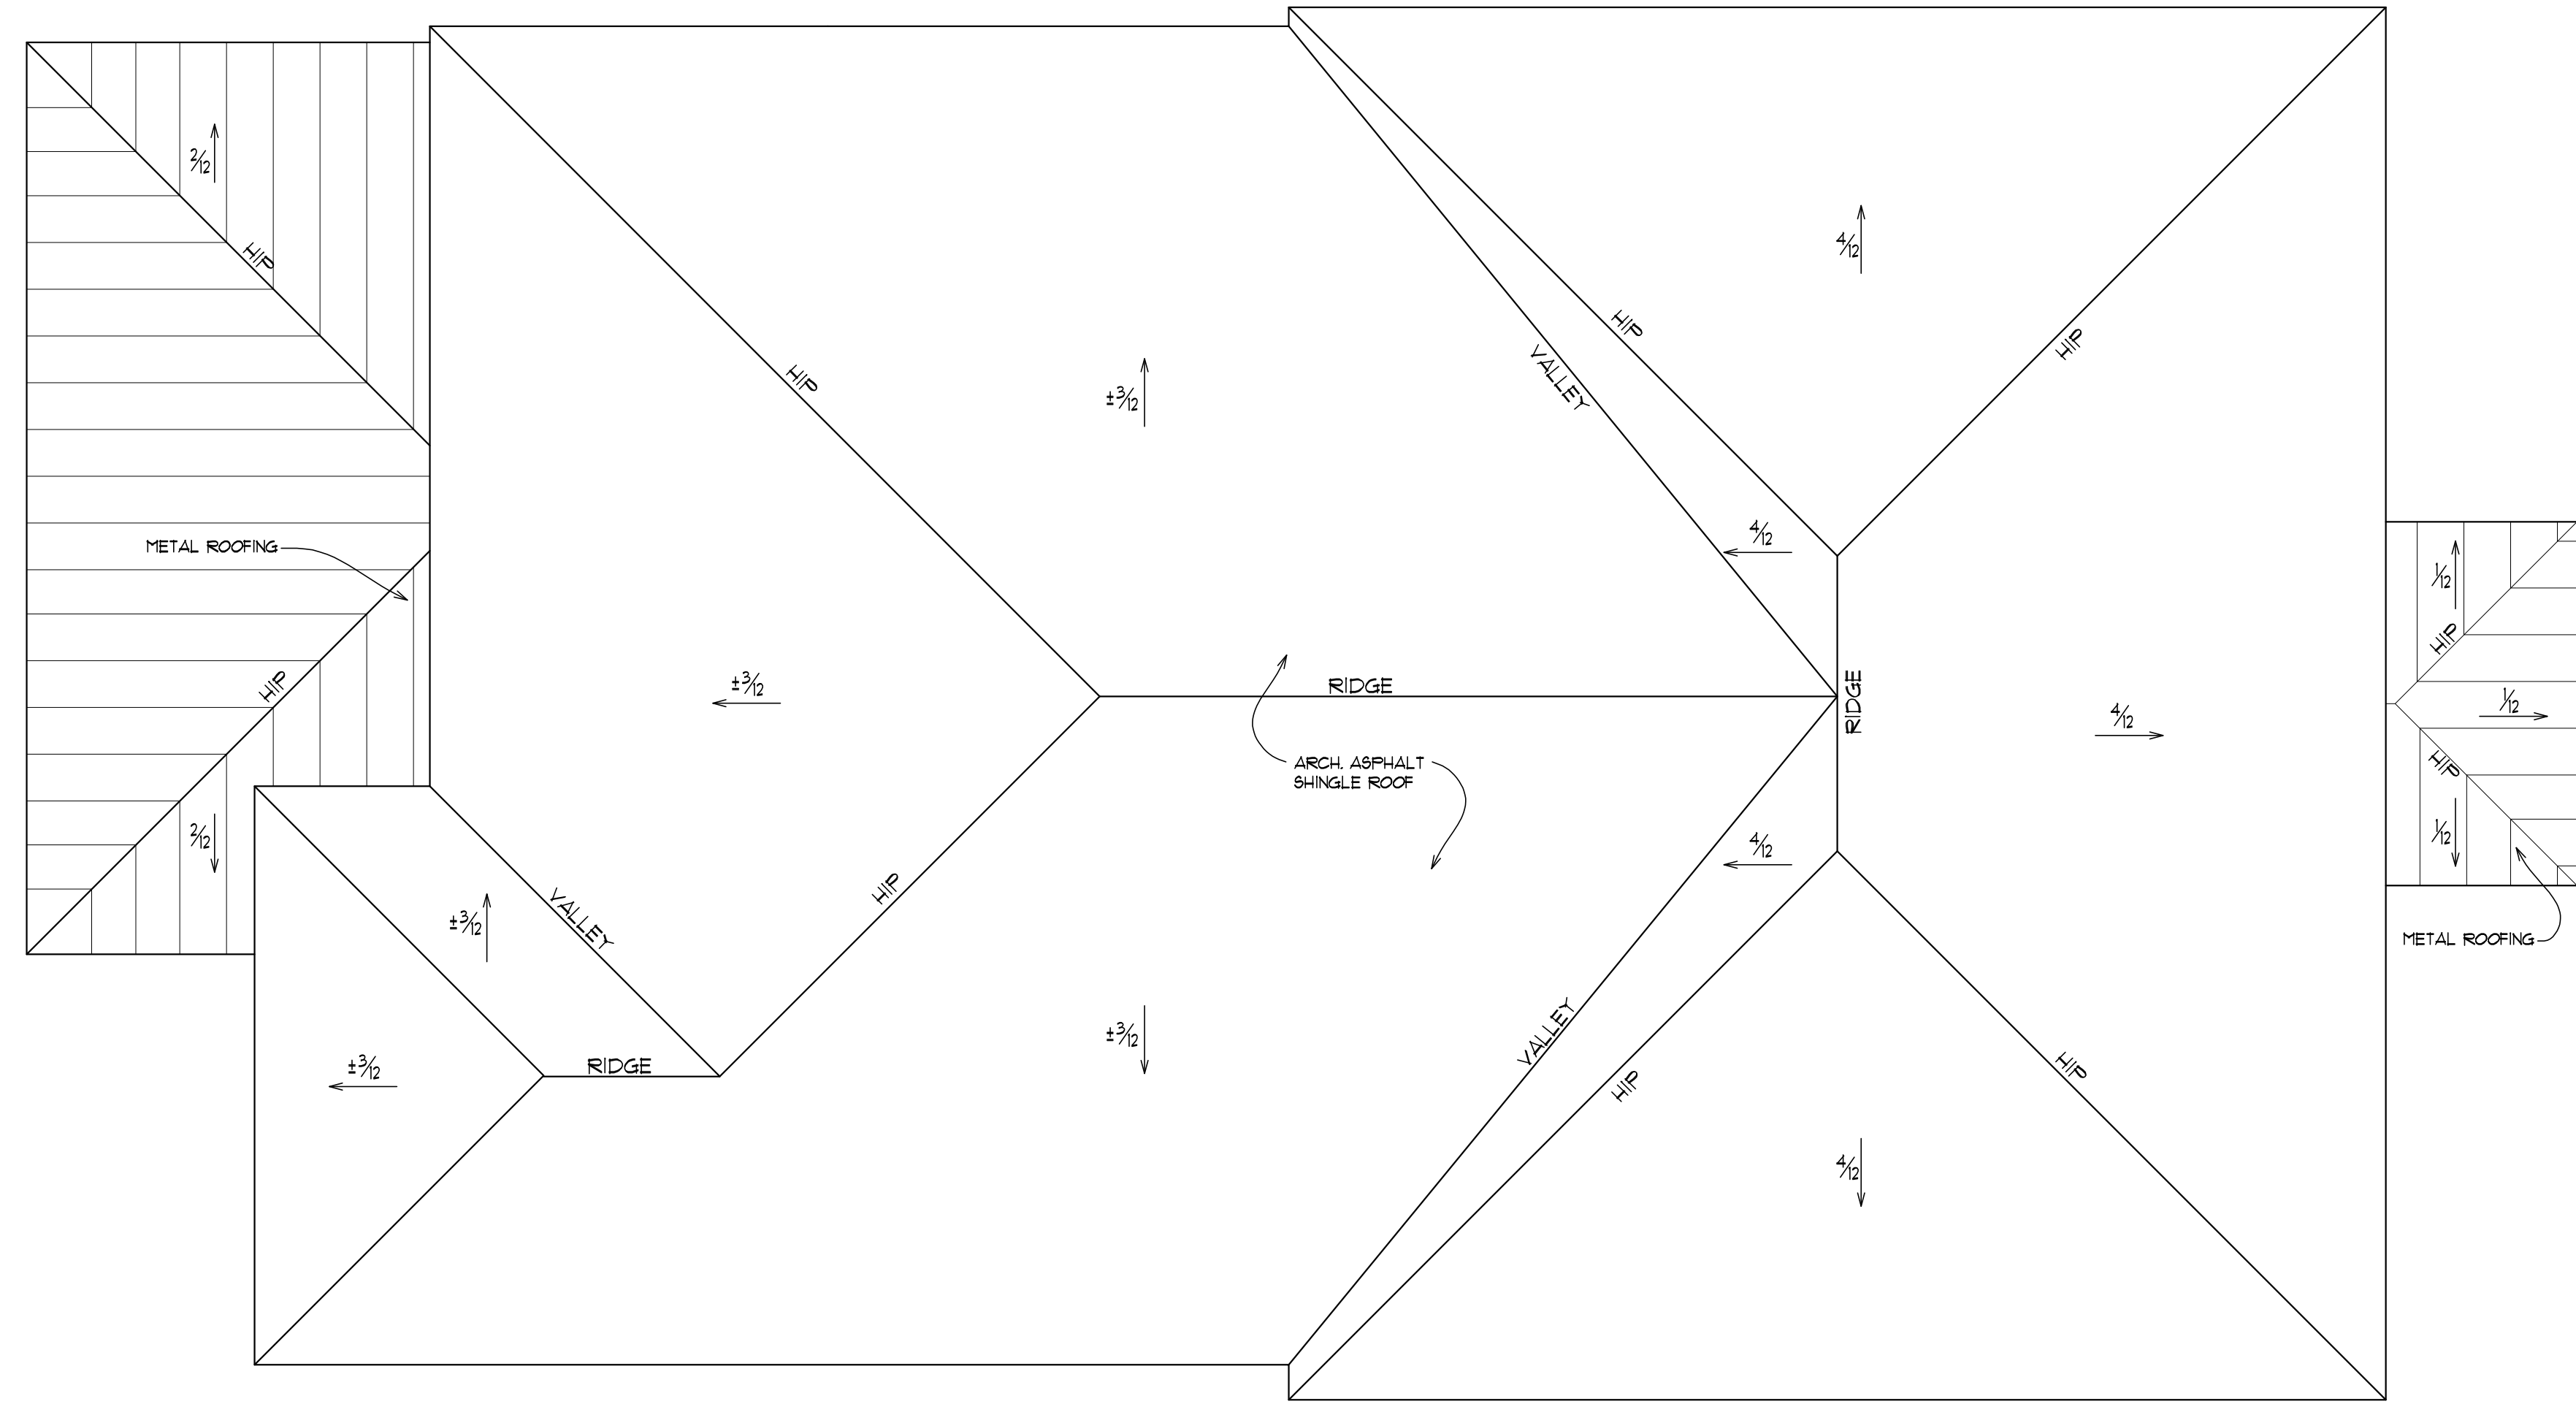 2/12
HIP
HIP
HIP
4/12
HIP
VALLEY
±3/12
4/12
METAL ROOFING
1/12
HIP
±3/12
RIDGE
RIDGE
HIP
4/12
1/12
ARCH. ASPHALT
SHINGLE ROOF
HIP
2/12
4/12
1/12
HIP
VALLEY
±3/12
METAL ROOFING
±3/12
VALLEY
RIDGE
±3/12
HIP
HIP
4/12